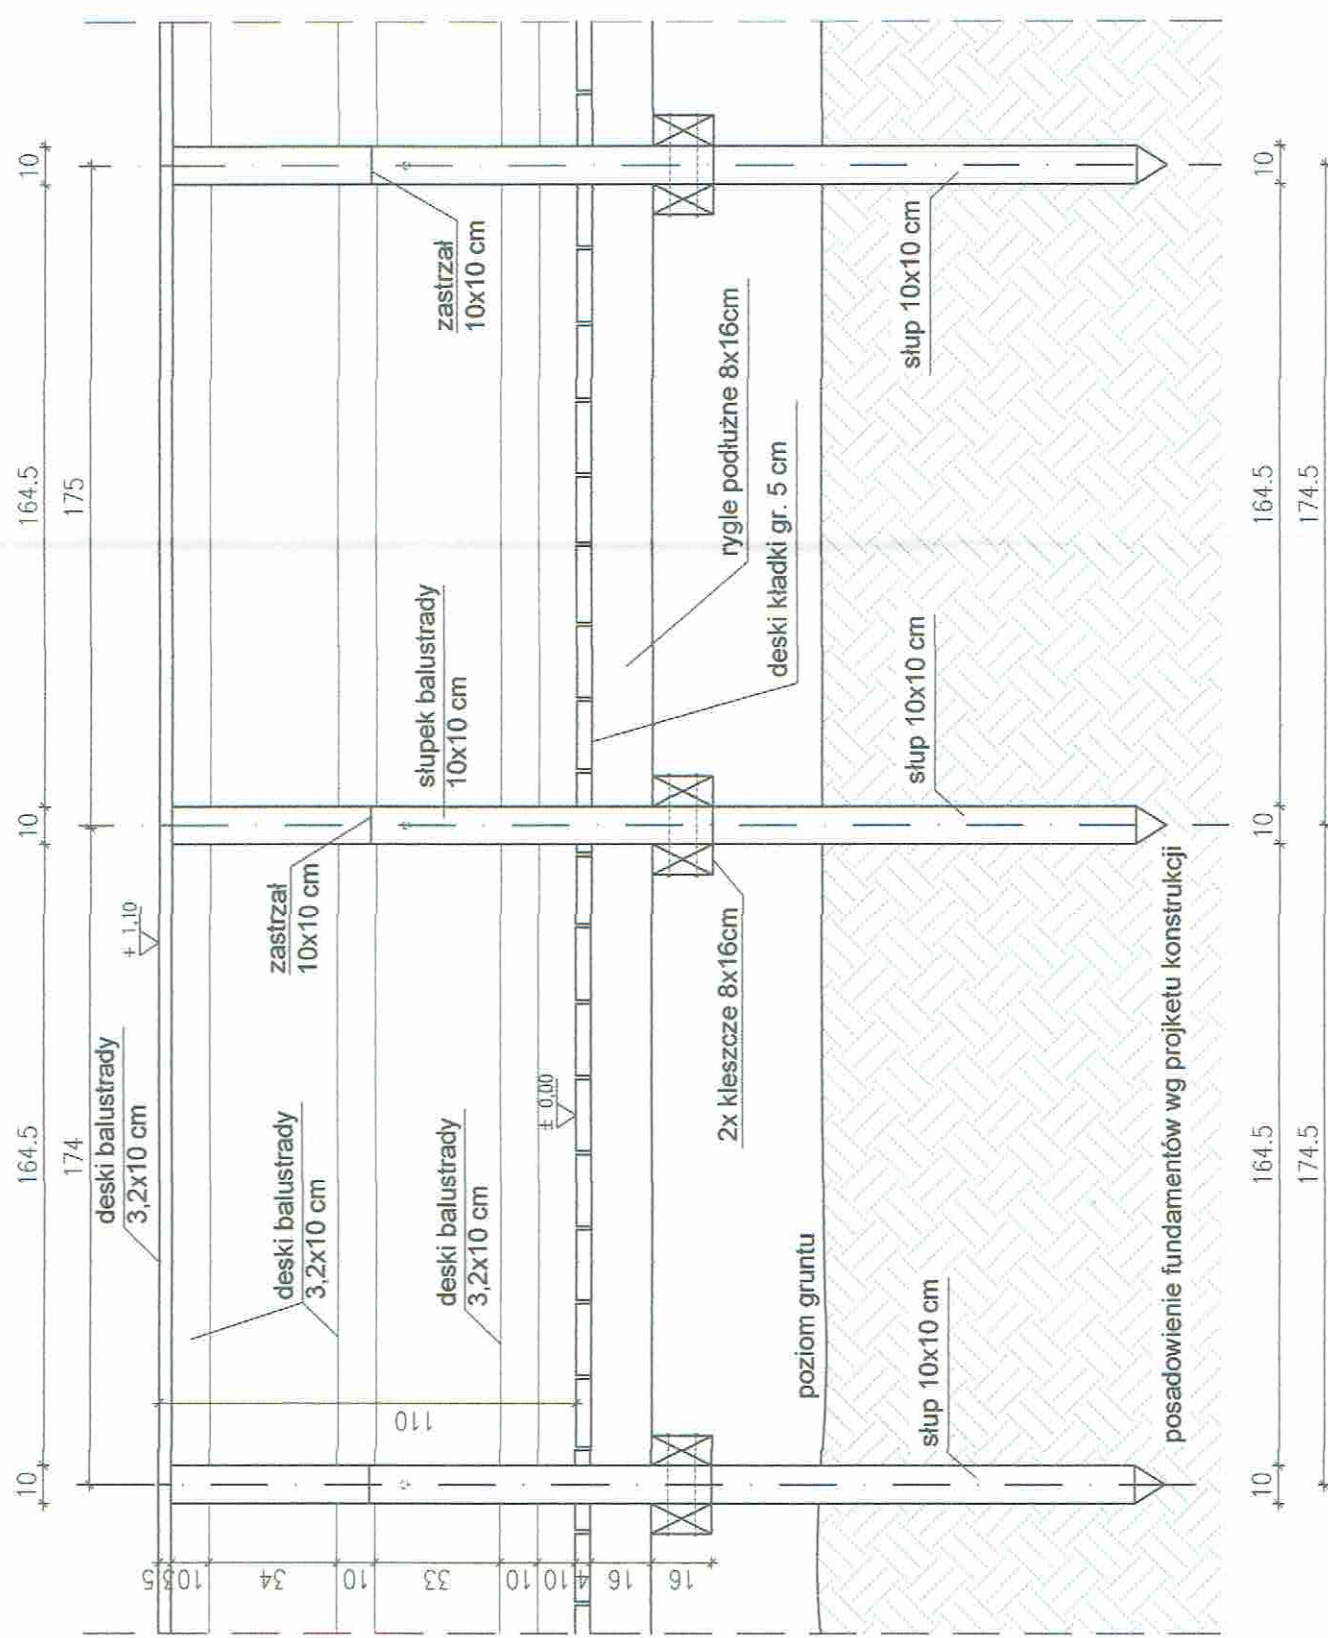 10 164.5 10 164.5 10
174 175
deski balustrady
3,2x10 cm
± 1,10
deski balustrady
3,2x10 cm
zastrzał
10x10 cm
deski balustrady
3,2x10 cm
słupek balustrady
10x10 cm
zastrzał
10x10 cm
110
± 0,00
10
34
10
33
10
10
4
16
16
2x kleszcze 8x16cm
rygle podłużne 8x16cm
deski kładki gr. 5 cm
poziom gruntu
słup 10x10 cm
słup 10x10 cm
słup 10x10 cm
posadowienie fundamentów wg projketu konstrukcji
10 164.5 10 164.5 10
174.5 174.5